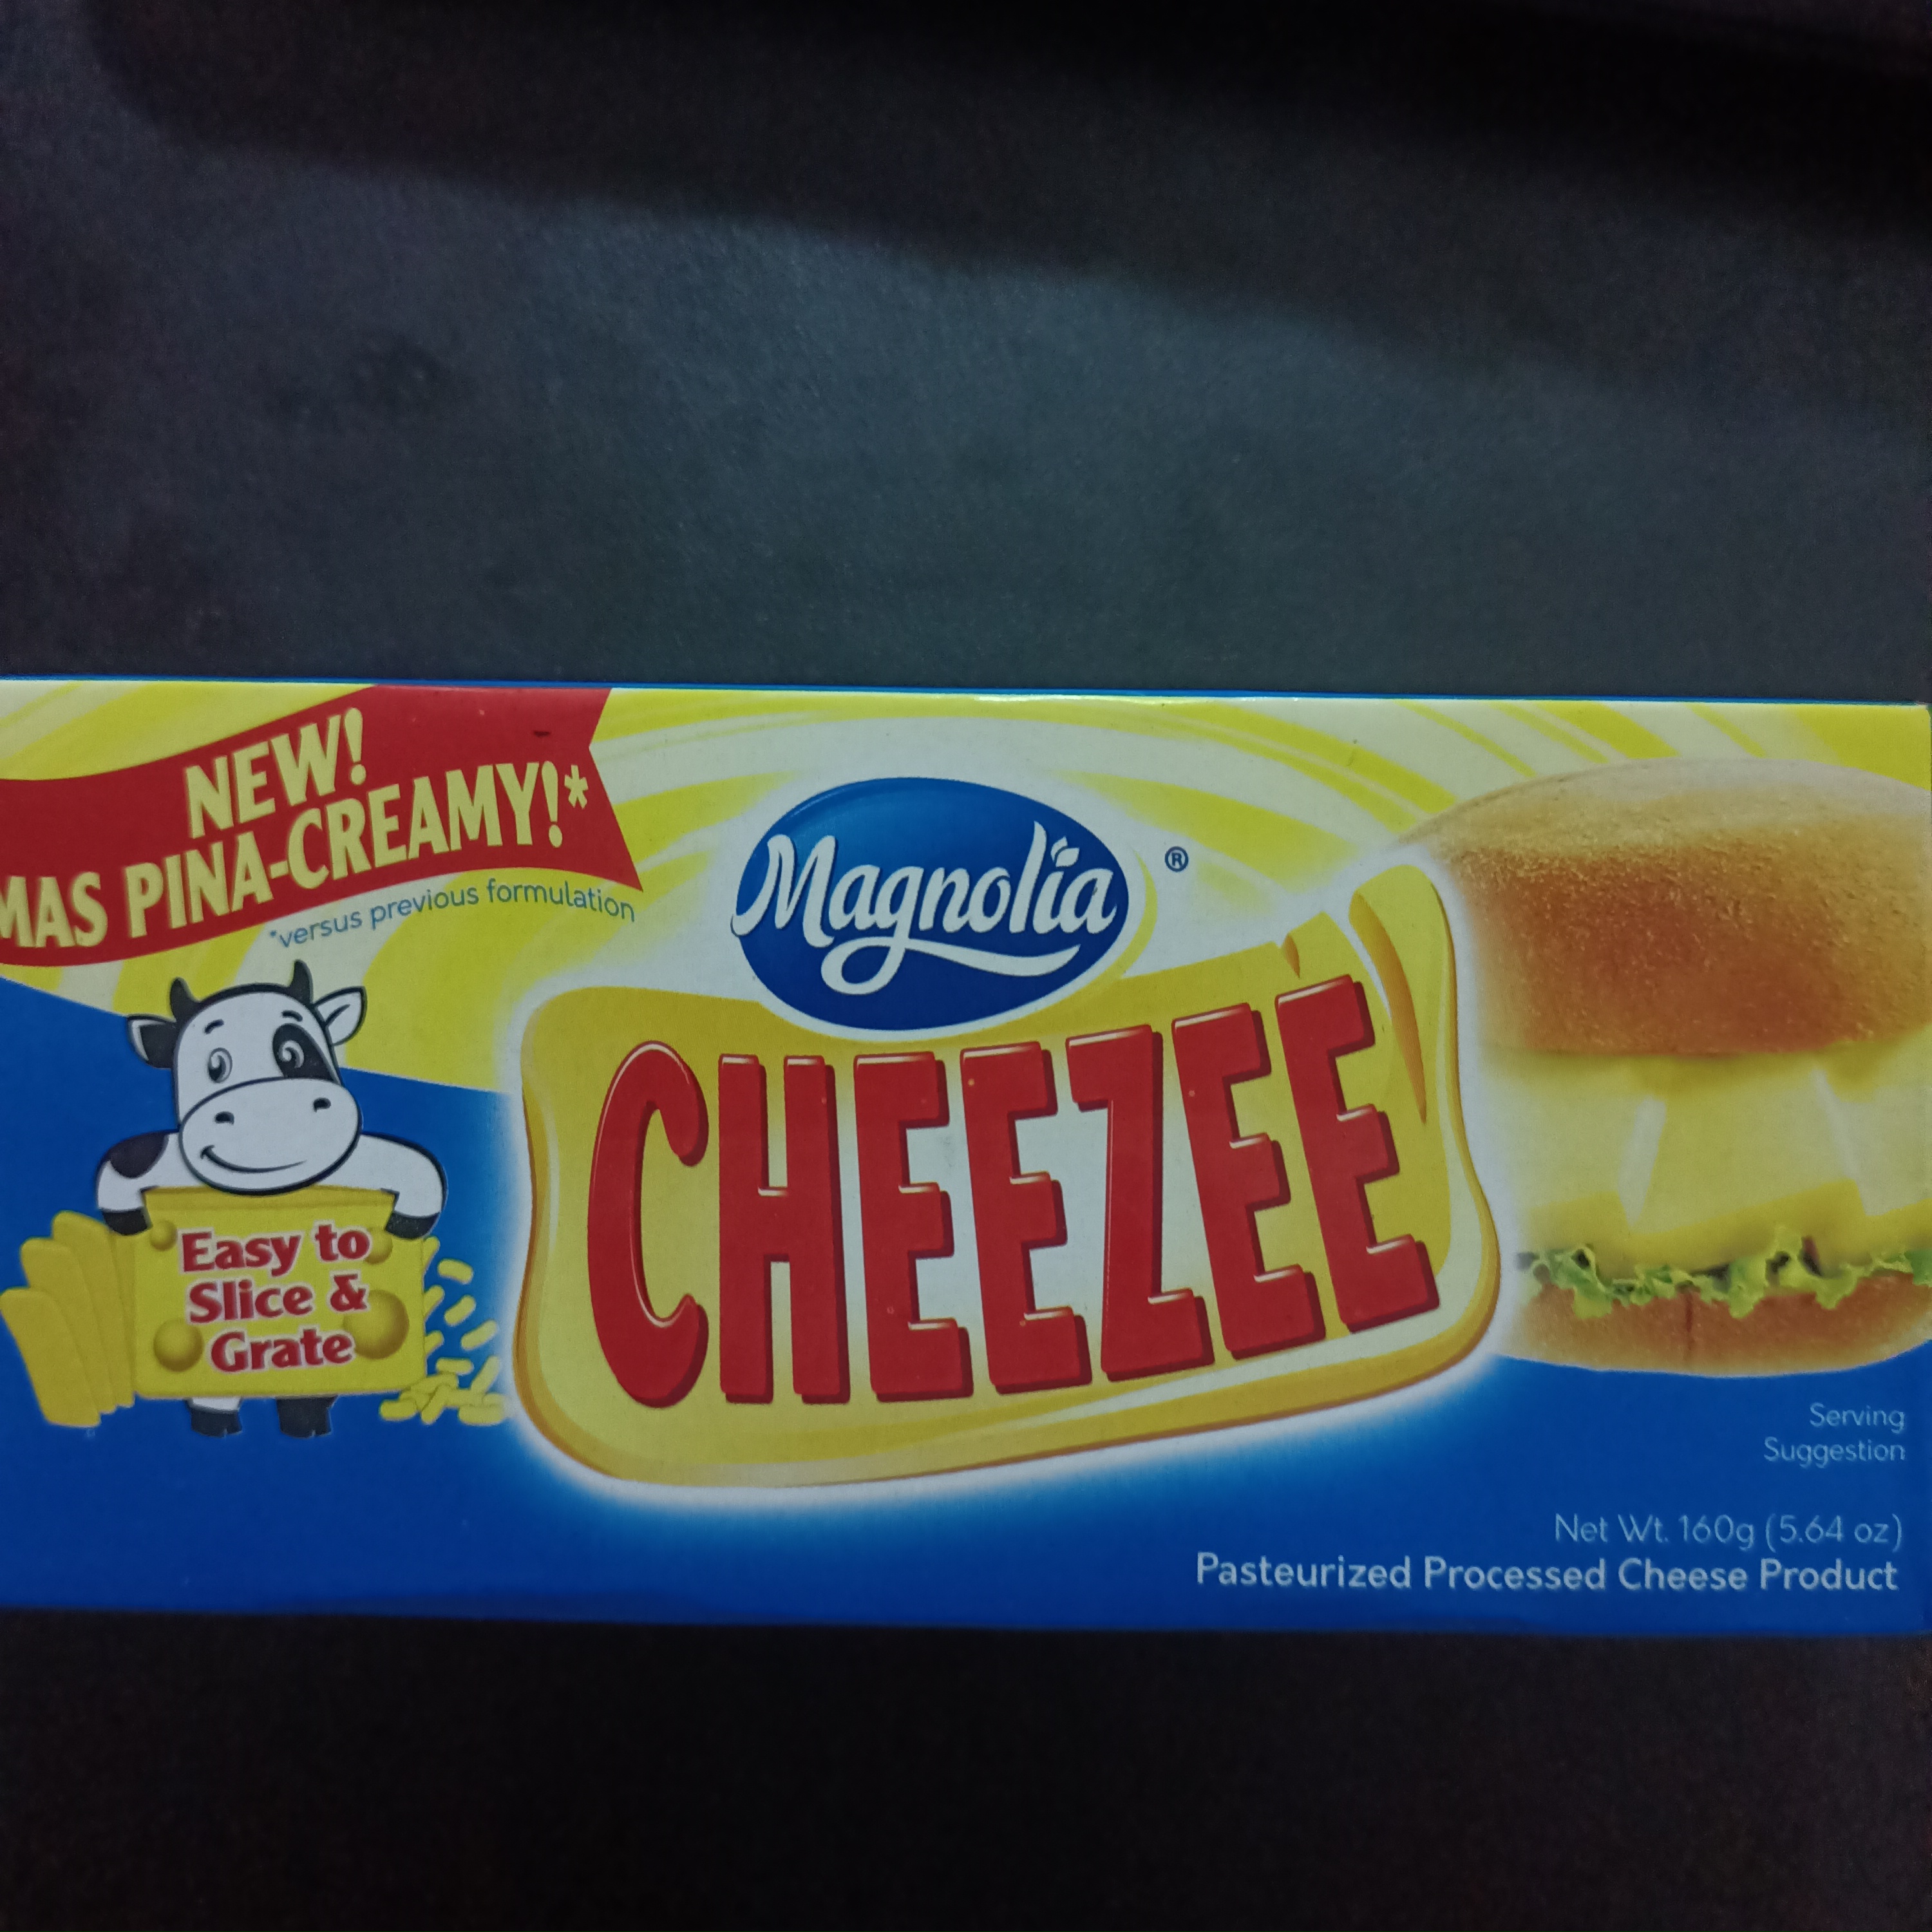 NEW!
MAS PINA-CREAMY!*
*versus previous formulation
Magnolia ®
CHEEZEE
Easy to
Slice &
Grate
Serving
Suggestion
Net Wt. 160g (5.64 oz)
Pasteurized Processed Cheese Product